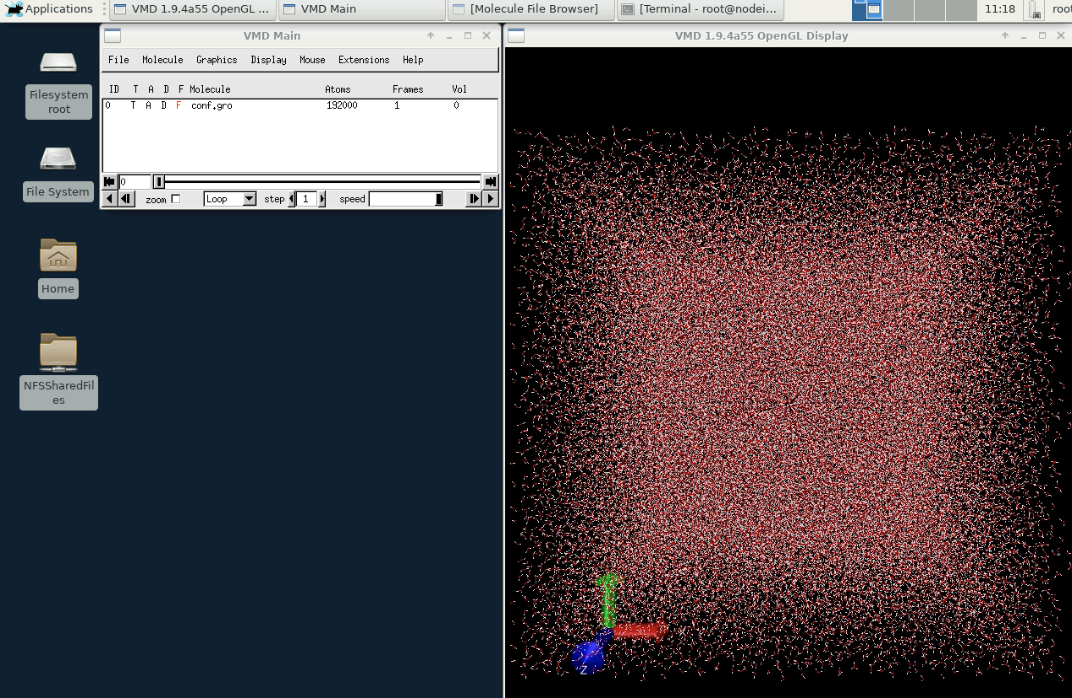 Applications
VMD 1.9.4a55 OpenGL ...
VMD Main
[Molecule File Browser]
[Terminal - root@nodei...
11:18
root
VMD Main
VMD 1.9.4a55 OpenGL Display
File Molecule Graphics Display Mouse Extensions Help
ID T A D F Molecule Atoms Frames Vol
0 T A D F conf.gro 192000 1 0
0
zoom Loop step 1 speed
Filesystem
root
File System
Home
NFSSharedFil
es
Z